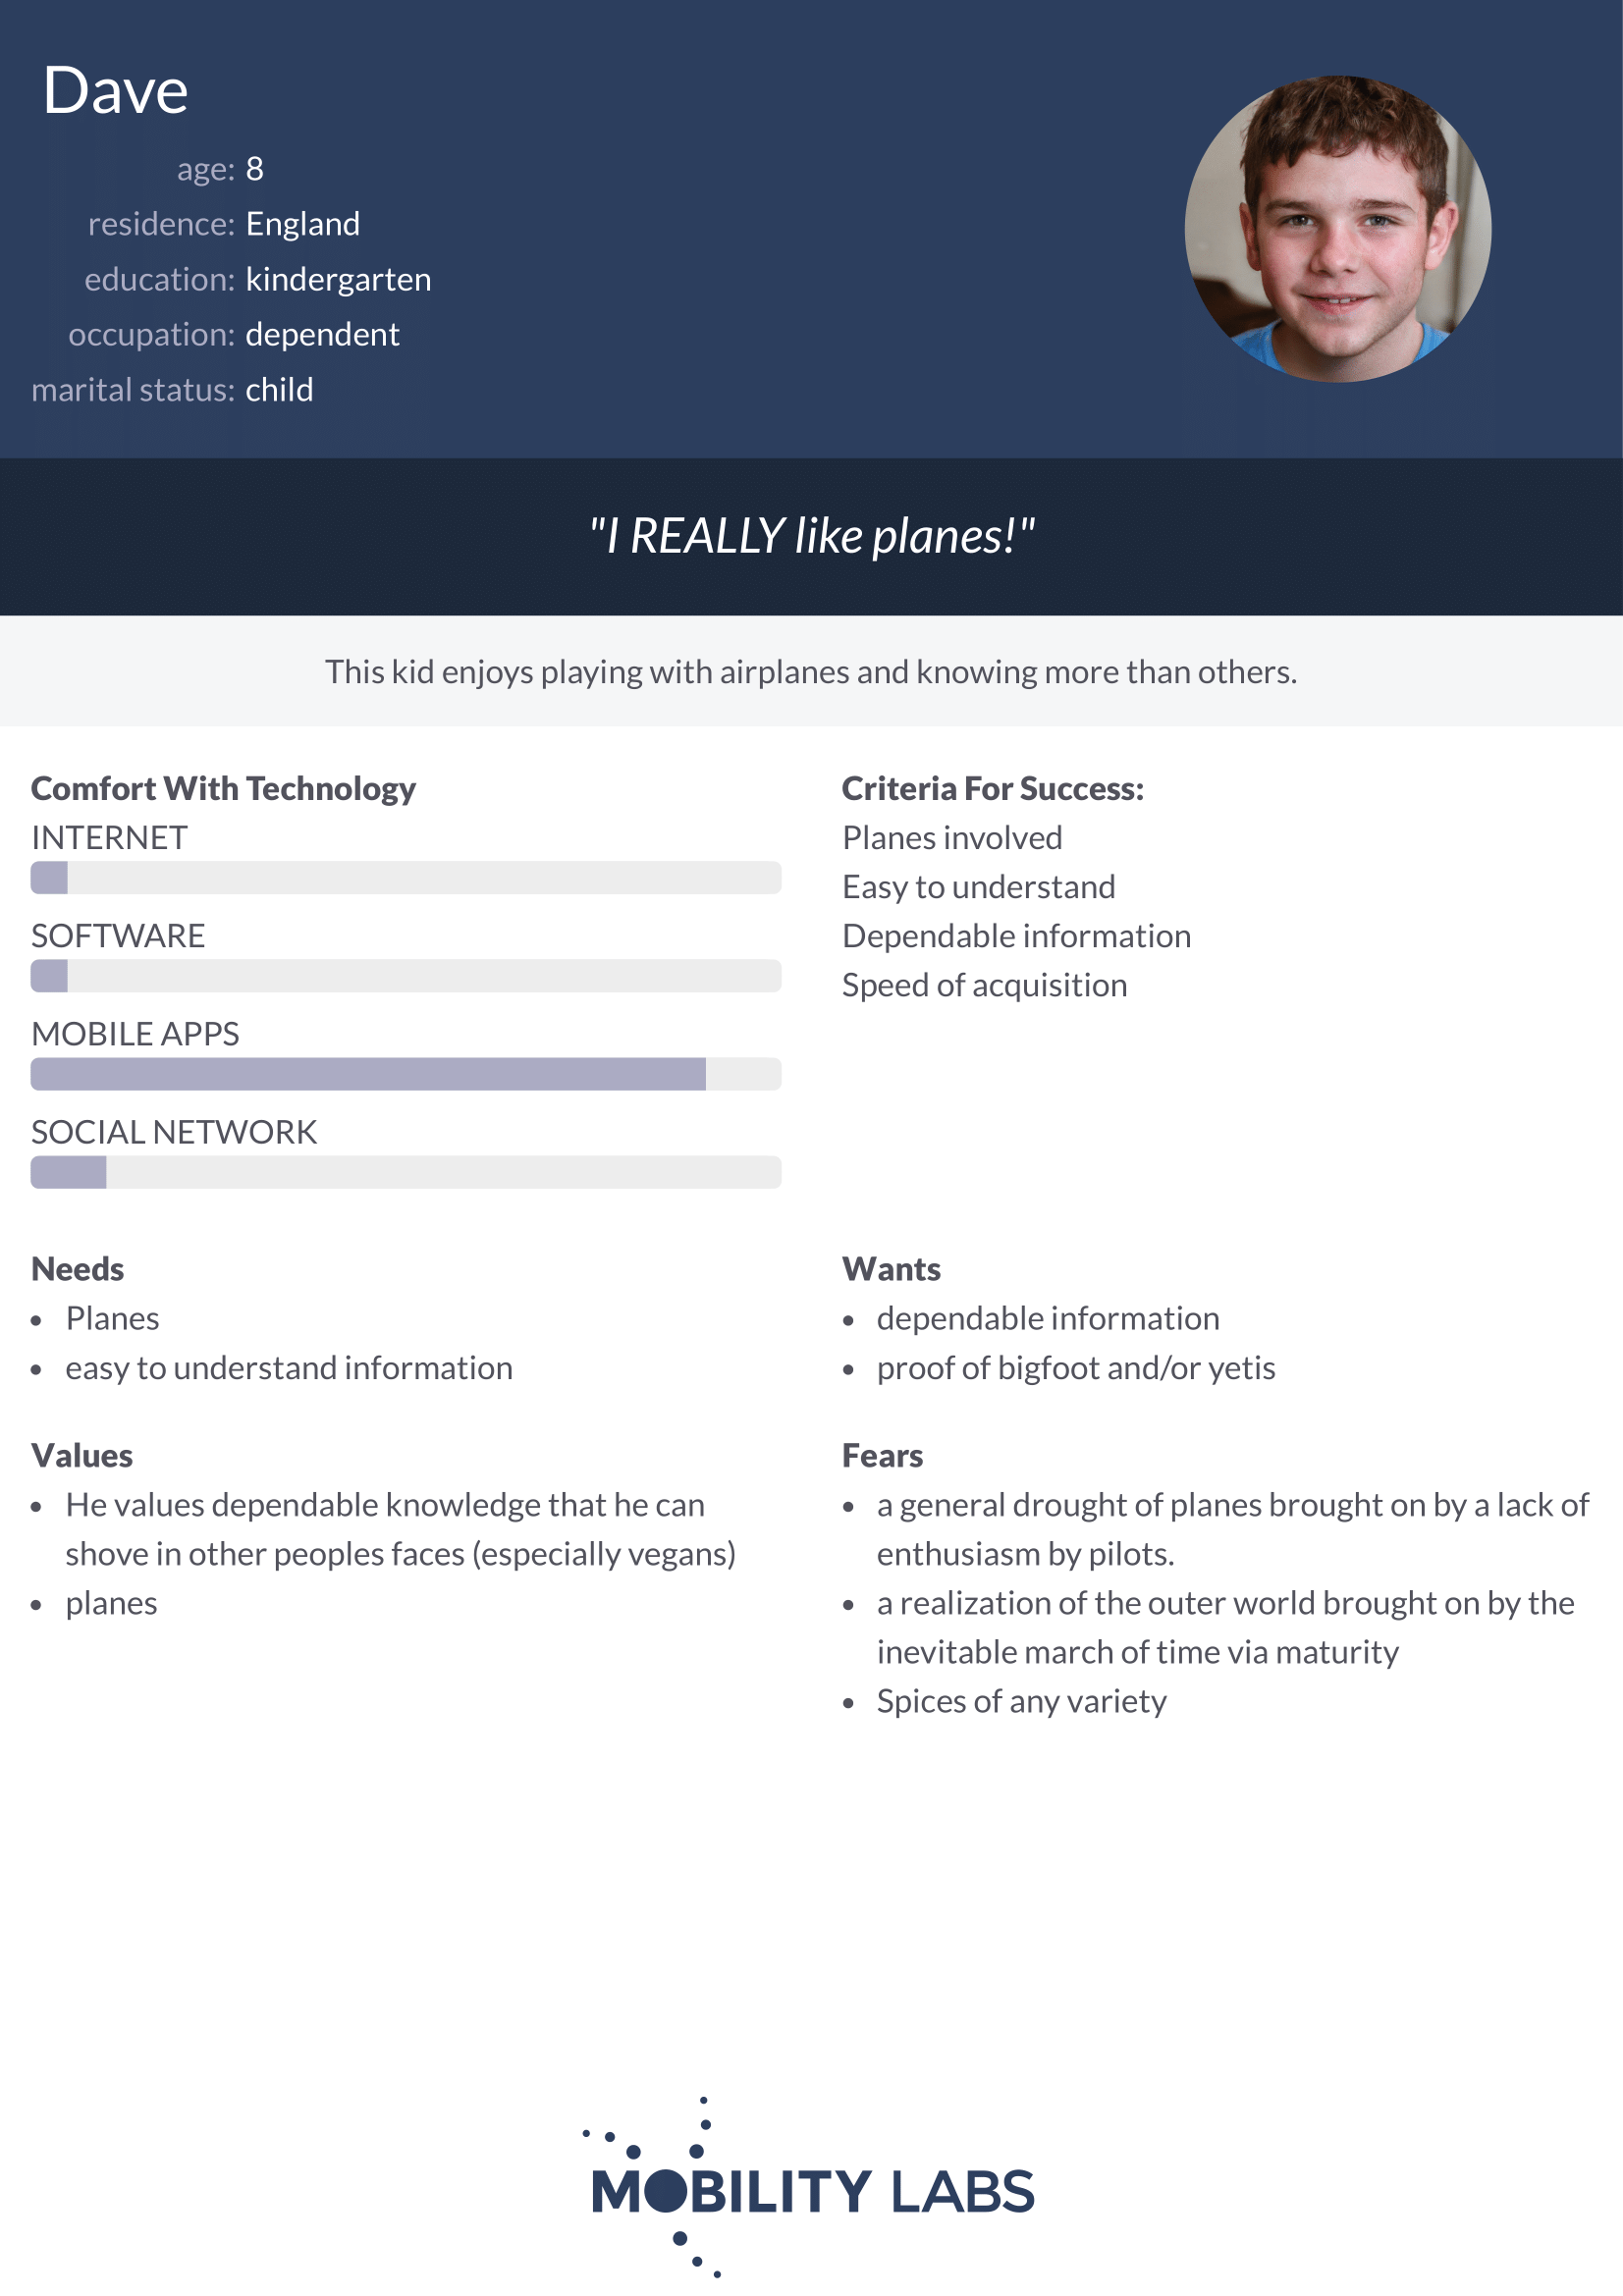 Dave
age: 8
residence: England
education: kindergarten
occupation: dependent
marital status: child
"I REALLY like planes!"
This kid enjoys playing with airplanes and knowing more than others.
Comfort With Technology
INTERNET
SOFTWARE
MOBILE APPS
SOCIAL NETWORK
Criteria For Success:
Planes involved
Easy to understand
Dependable information
Speed of acquisition
Needs
• Planes
• easy to understand information
Wants
• dependable information
• proof of bigfoot and/or yetis
Values
• He values dependable knowledge that he can
shove in other peoples faces (especially vegans)
• planes
Fears
• a general drought of planes brought on by a lack of
enthusiasm by pilots.
• a realization of the outer world brought on by the
inevitable march of time via maturity
• Spices of any variety
MOBILITY LABS